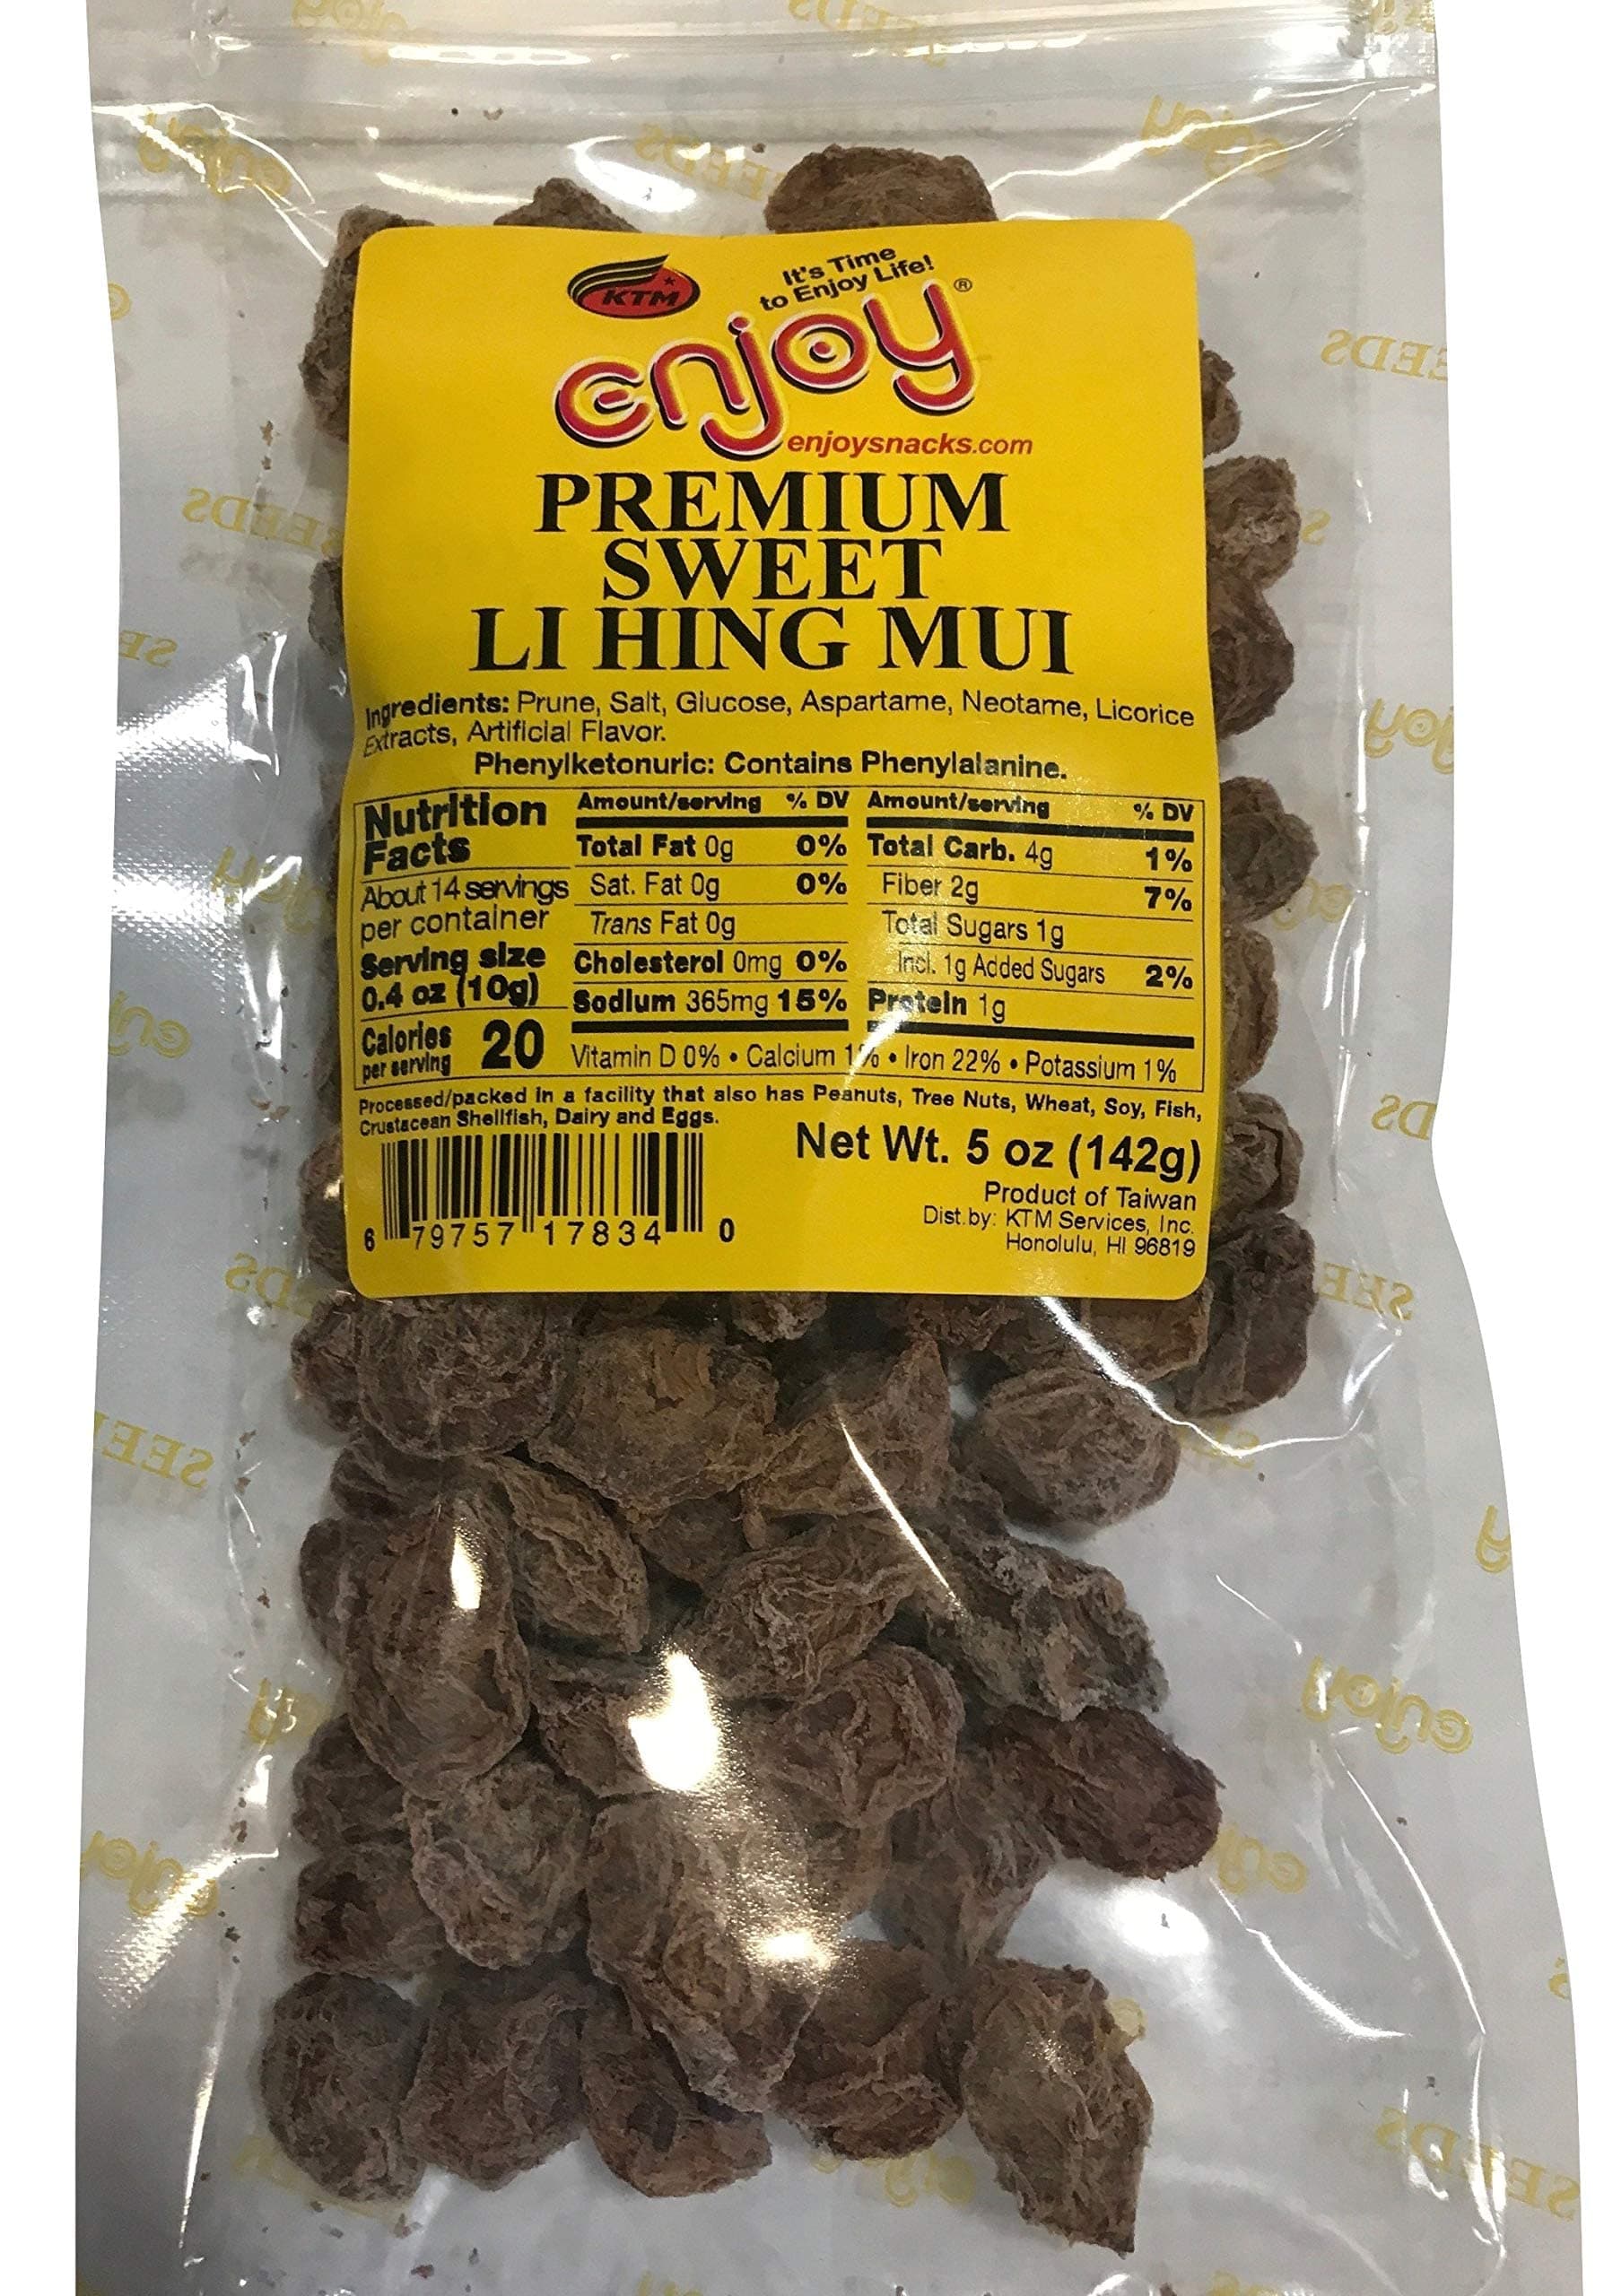 KTM
It's Time
to Enjoy Life!
enjoy®
enjoysnacks.com
PREMIUM
SWEET
LI HING MUI
Ingredients: Prune, Salt, Glucose, Aspartame, Neotame, Licorice
Extracts, Artificial Flavor.
Phenylketonuric: Contains Phenylalanine.
Nutrition
Facts
About 14 servings
per container
Serving size
0.4 oz (10g)
Calories
per serving 20
Amount/serving % DV
Total Fat 0g 0%
Sat. Fat 0g 0%
Trans Fat 0g
Cholesterol 0mg 0%
Sodium 365mg 15%
Amount/serving % DV
Total Carb. 4g 1%
Fiber 2g 7%
Total Sugars 1g
Incl. 1g Added Sugars 2%
Protein 1g
Vitamin D 0% • Calcium 1% • Iron 22% • Potassium 1%
Processed/packed in a facility that also has Peanuts, Tree Nuts, Wheat, Soy, Fish,
Crustacean Shellfish, Dairy and Eggs.
6 79757 17834 0
Net Wt. 5 oz (142g)
Product of Taiwan
Dist.by: KTM Services, Inc.
Honolulu, HI 96819
enjoy
SEEDS